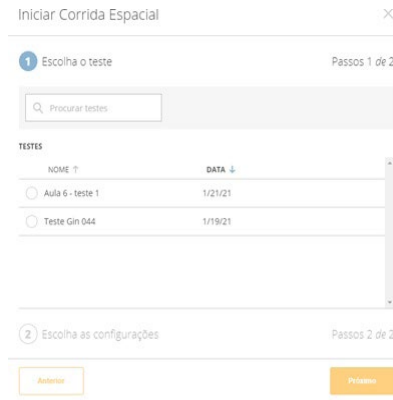 Iniciar Corrida Espacial
1 Escolha o teste Passos 1 de 2
Procurar testes
TESTES
NOME ↑ DATA ↓
Aula 6 - teste 1 1/21/21
Teste Gin 044 1/19/21
2 Escolha as configurações Passos 2 de 2
Anterior Próximo